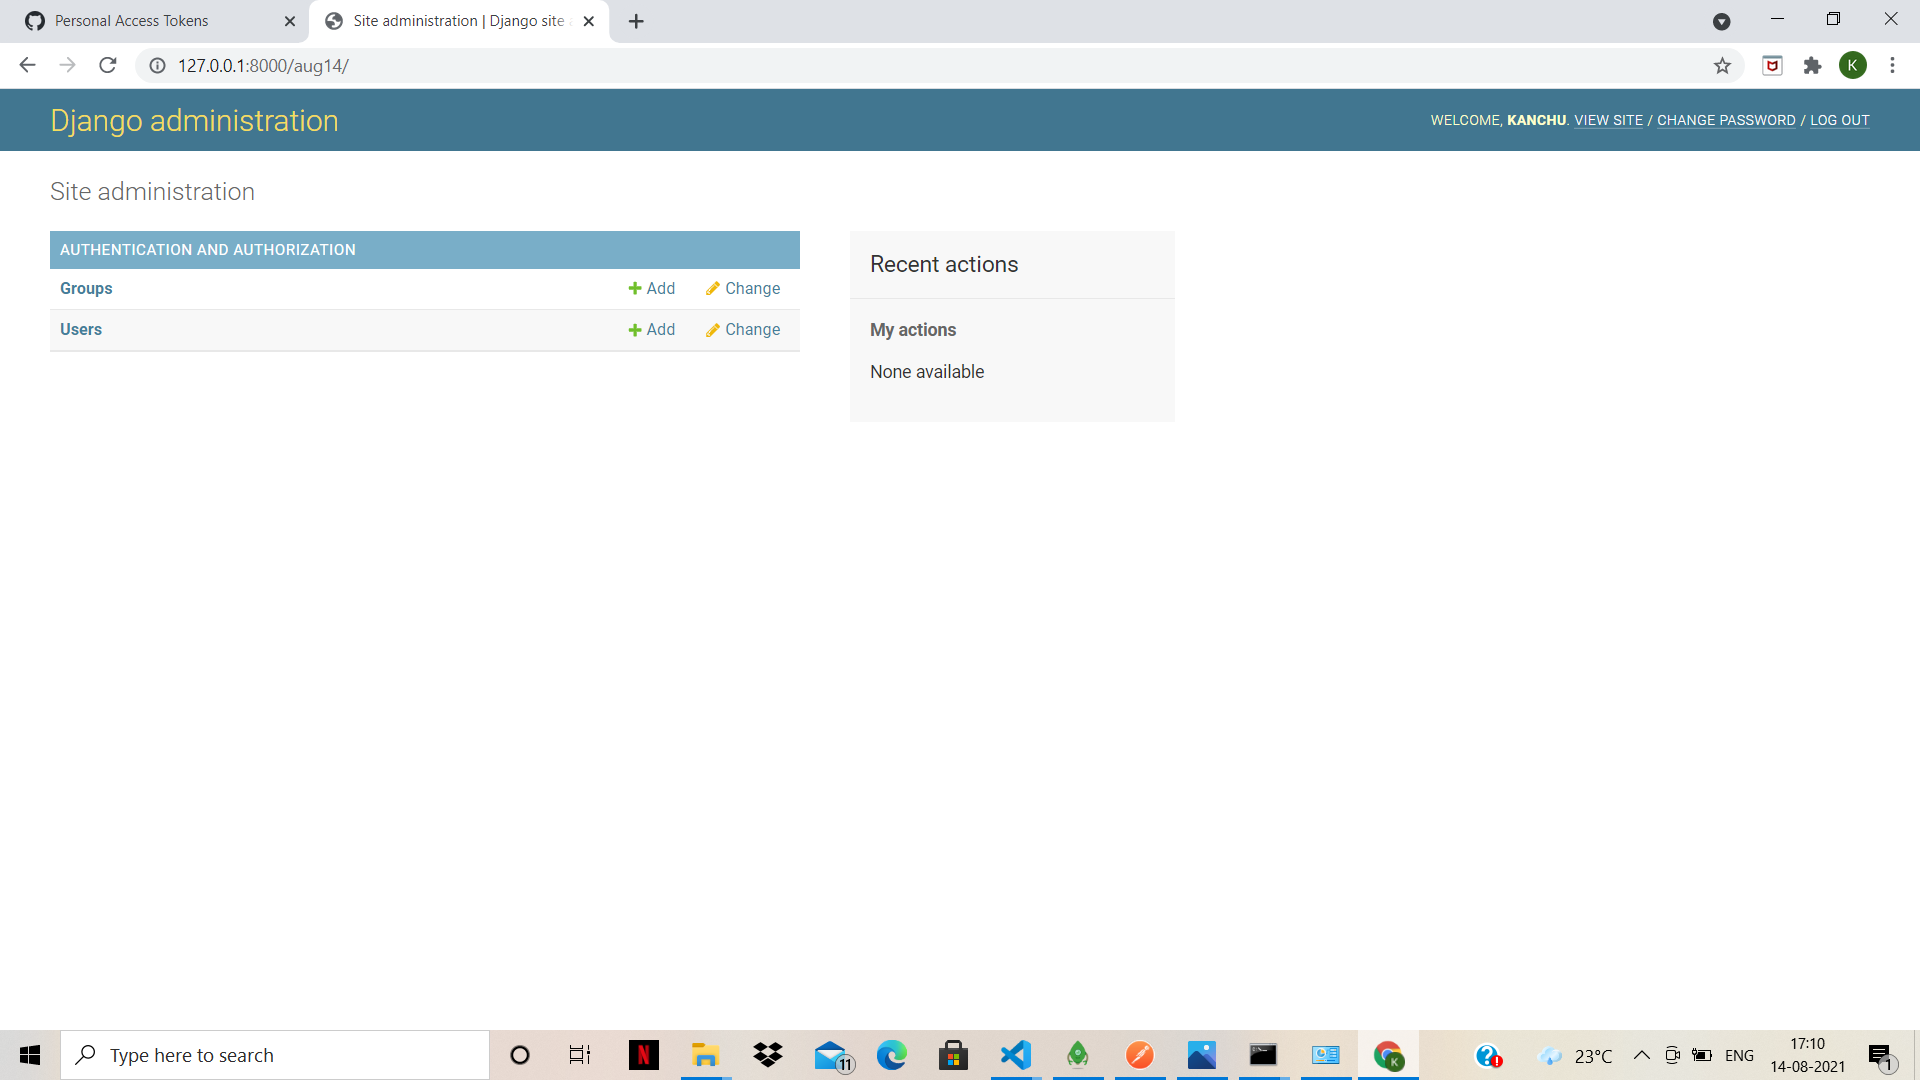 Personal Access Tokens
Site administration | Django site
127.0.0.1:8000/aug14/
K
Django administration
WELCOME, KANCHU. VIEW SITE / CHANGE PASSWORD / LOG OUT
Site administration
AUTHENTICATION AND AUTHORIZATION
Groups Add Change
Users Add Change
Recent actions
My actions
None available
Type here to search
N
11
K
23°C
ENG
17:10
14-08-2021
1